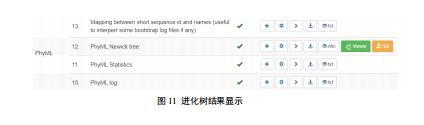 13. Mapping between short sequence id and names (useful
to interpert some bootstrap log files if any) .txt
PhyML 12. PhyML Newick tree .nhx Viewer iTol
11. PhyML Statistics .txt
10. PhyML log .txt
图 11 进化树结果显示